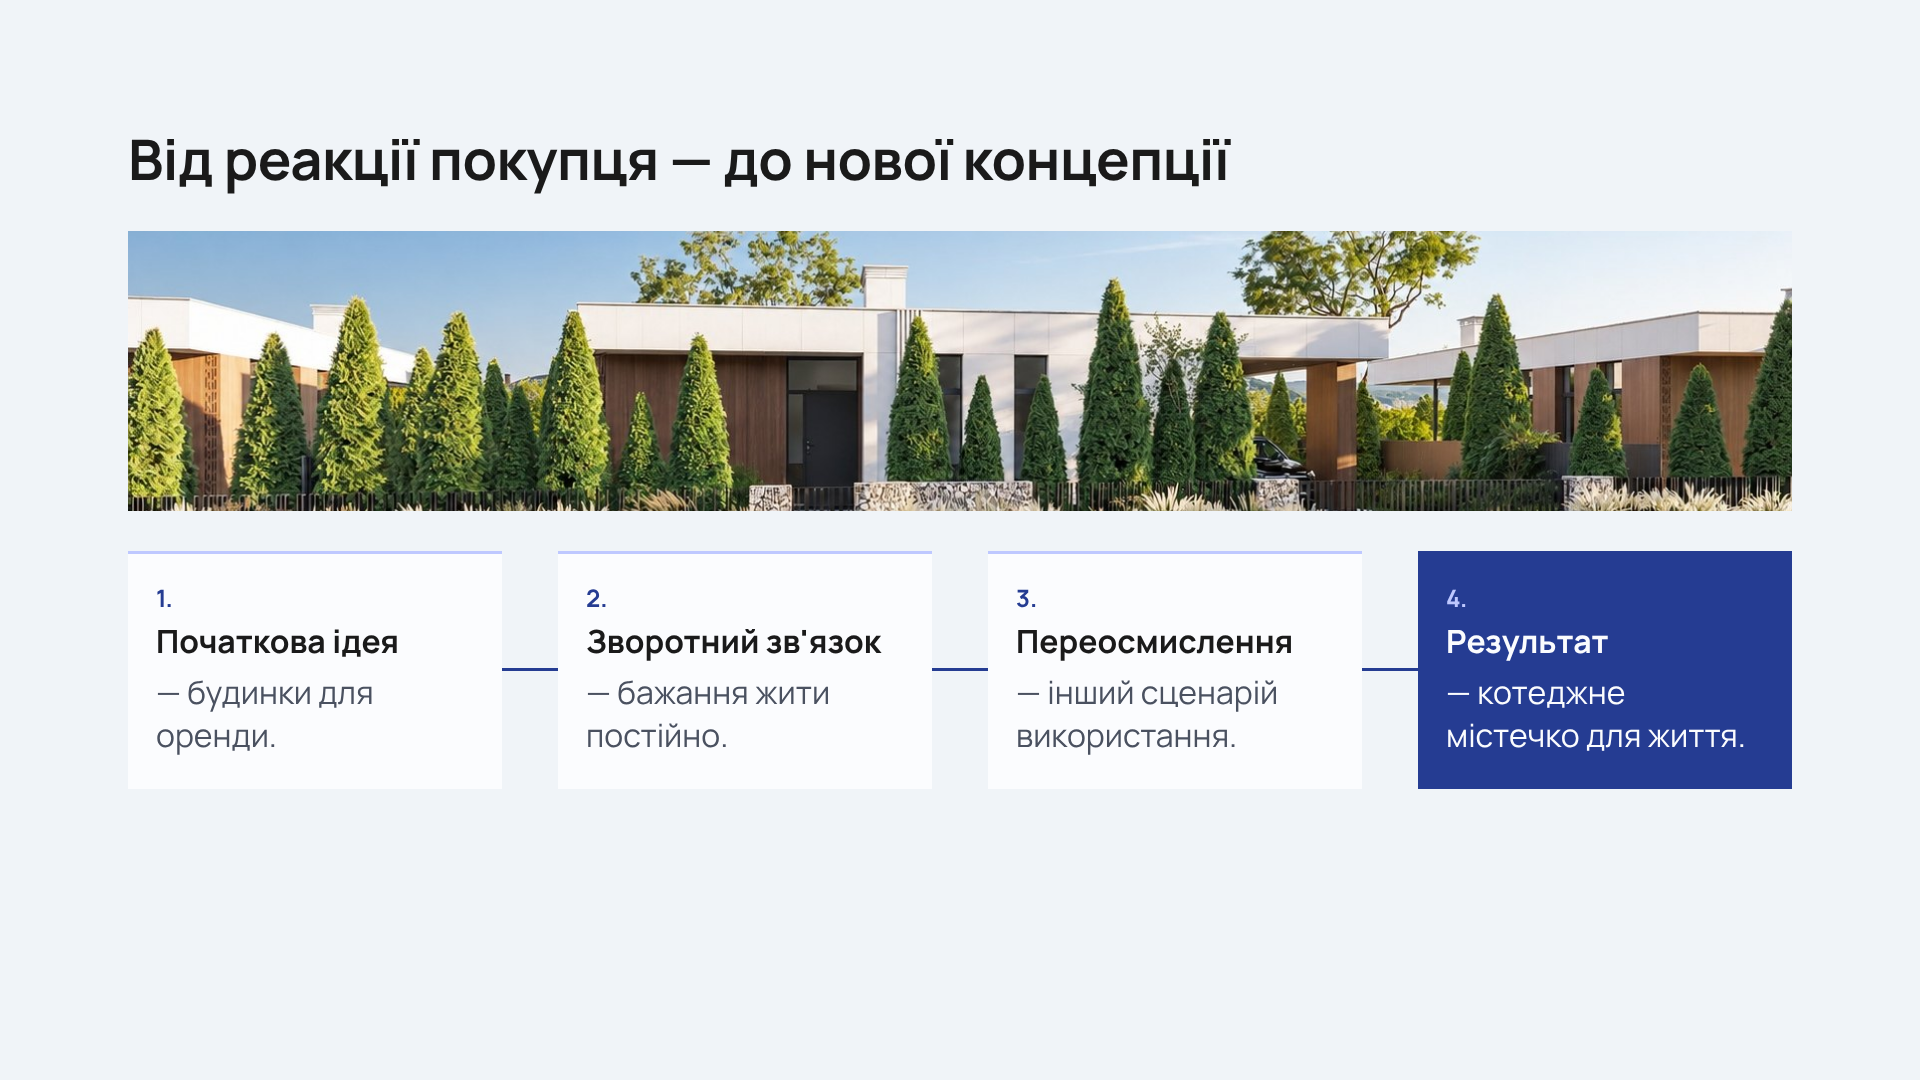 Від реакції покупця — до нової концепції
1.
Початкова ідея
— будинки для
оренди.
2.
Зворотний зв'язок
— бажання жити
постійно.
3.
Переосмислення
— інший сценарій
використання.
4.
Результат
— котеджне
містечко для життя.